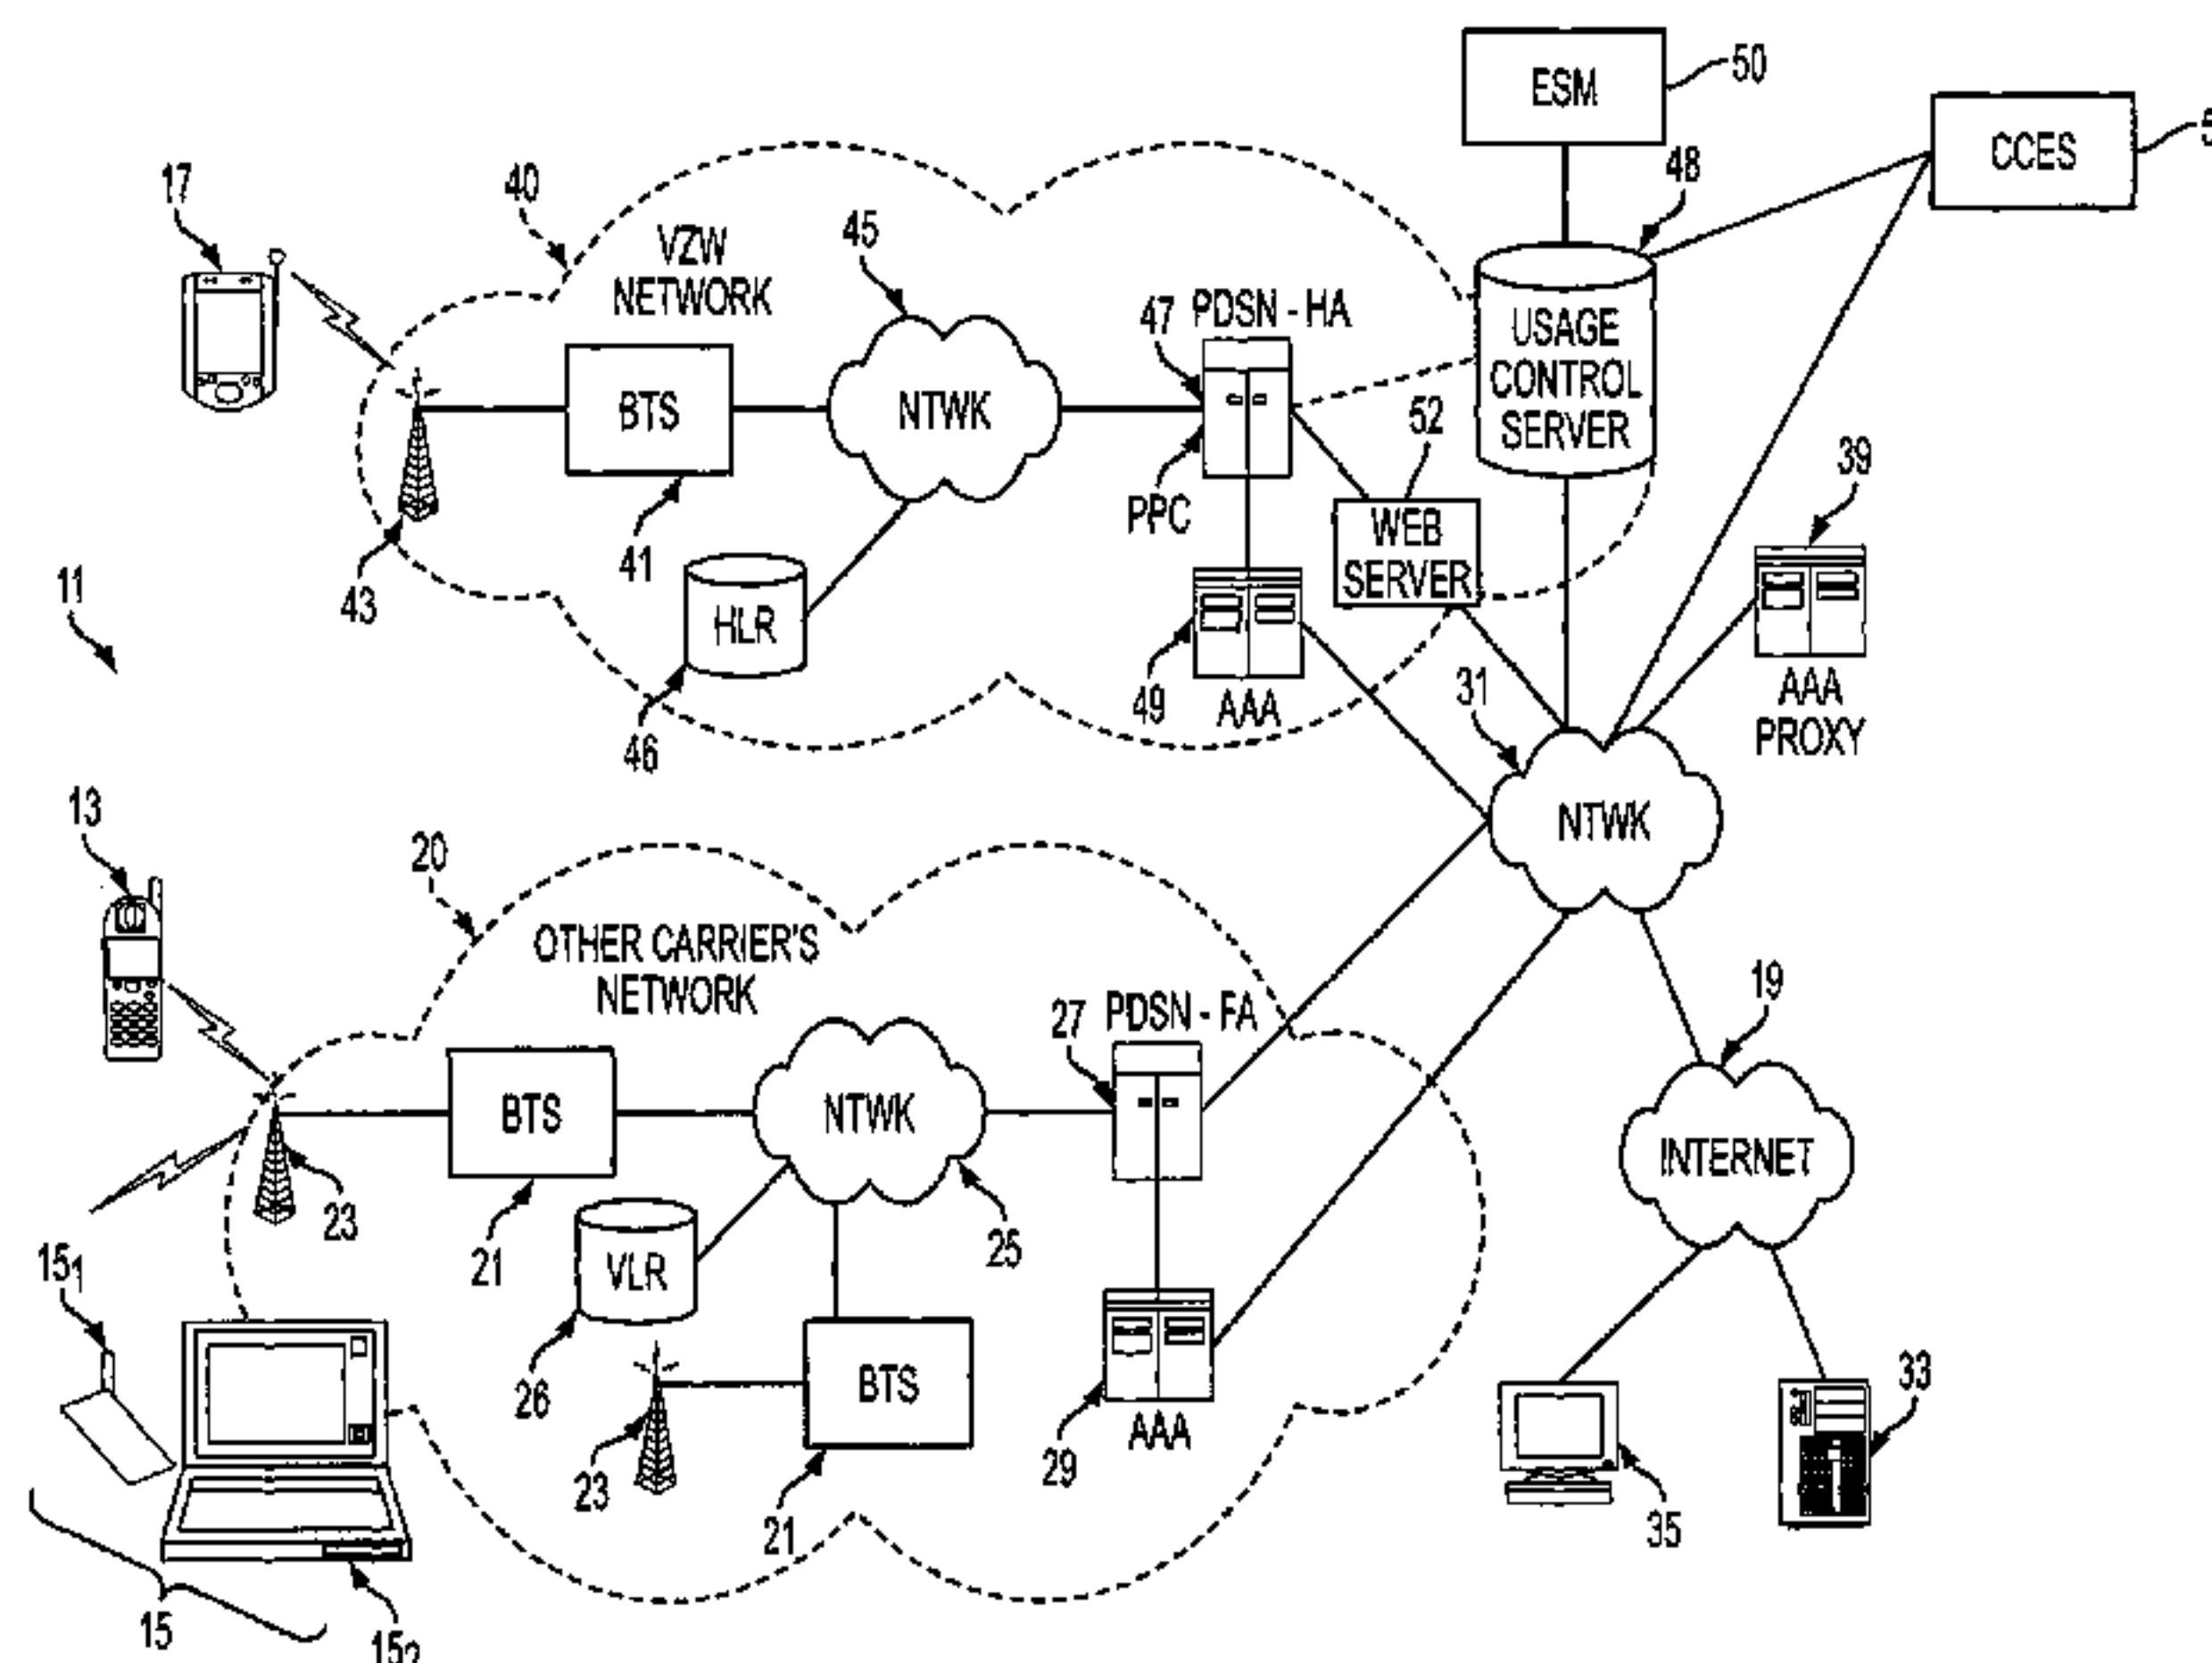 ESM
50
CCES
17
40
VZW
NETWORK
45
48
47
PDSN - HA
USAGE
CONTROL
SERVER
BTS
NTWK
52
39
PPC
WEB
SERVER
41
43
11
HLR
49
AAA
31
AAA
PROXY
46
NTWK
13
20
OTHER CARRIER'S
NETWORK
19
27
PDSN - FA
BTS
NTWK
INTERNET
23
21
25
VLR
15₁
26
BTS
33
23
29
AAA
21
35
15
15₂